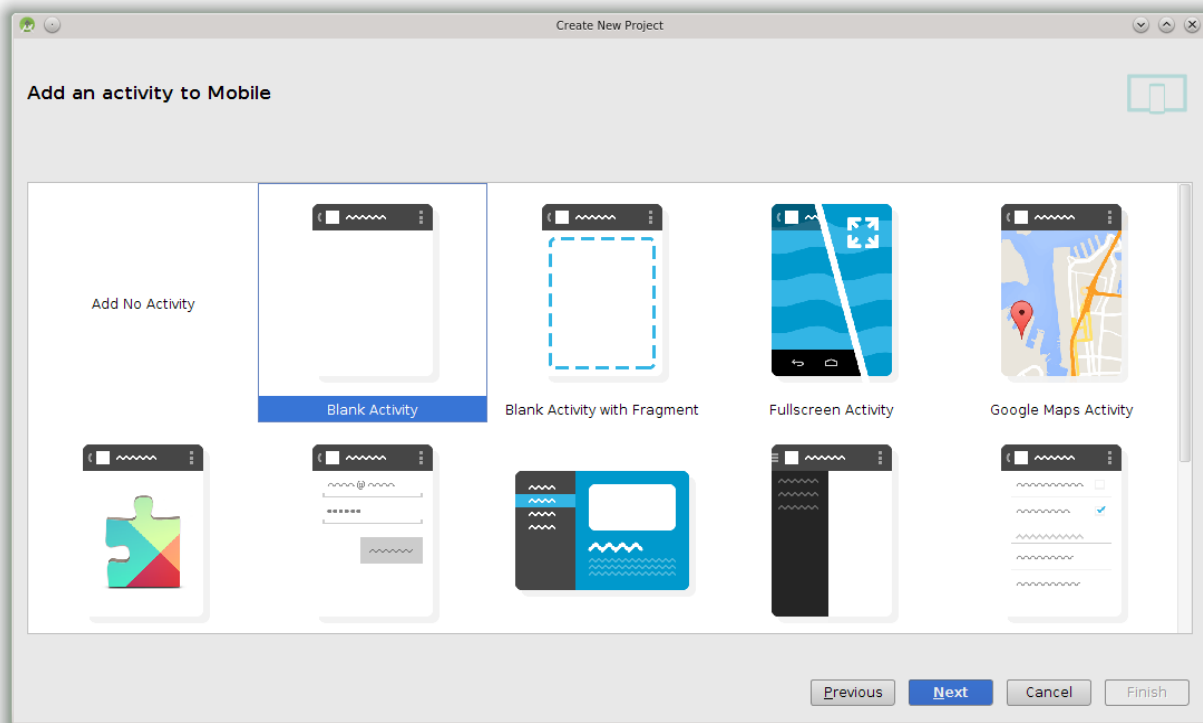 Create New Project
Add an activity to Mobile
Add No Activity
Blank Activity
Blank Activity with Fragment
Fullscreen Activity
Google Maps Activity
@
Previous
Next
Cancel
Finish